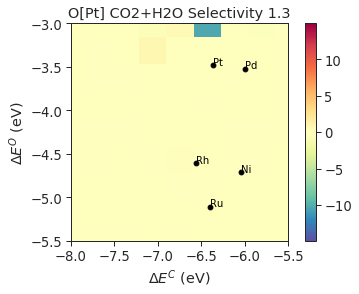 O[Pt] CO2+H2O Selectivity 1.3
−3.0
−3.5
−4.0
−4.5
−5.0
−5.5
ΔE^O (eV)
Pt
Pd
Rh
Ni
Ru
−8.0 −7.5 −7.0 −6.5 −6.0 −5.5
ΔE^C (eV)
10
5
0
−5
−10